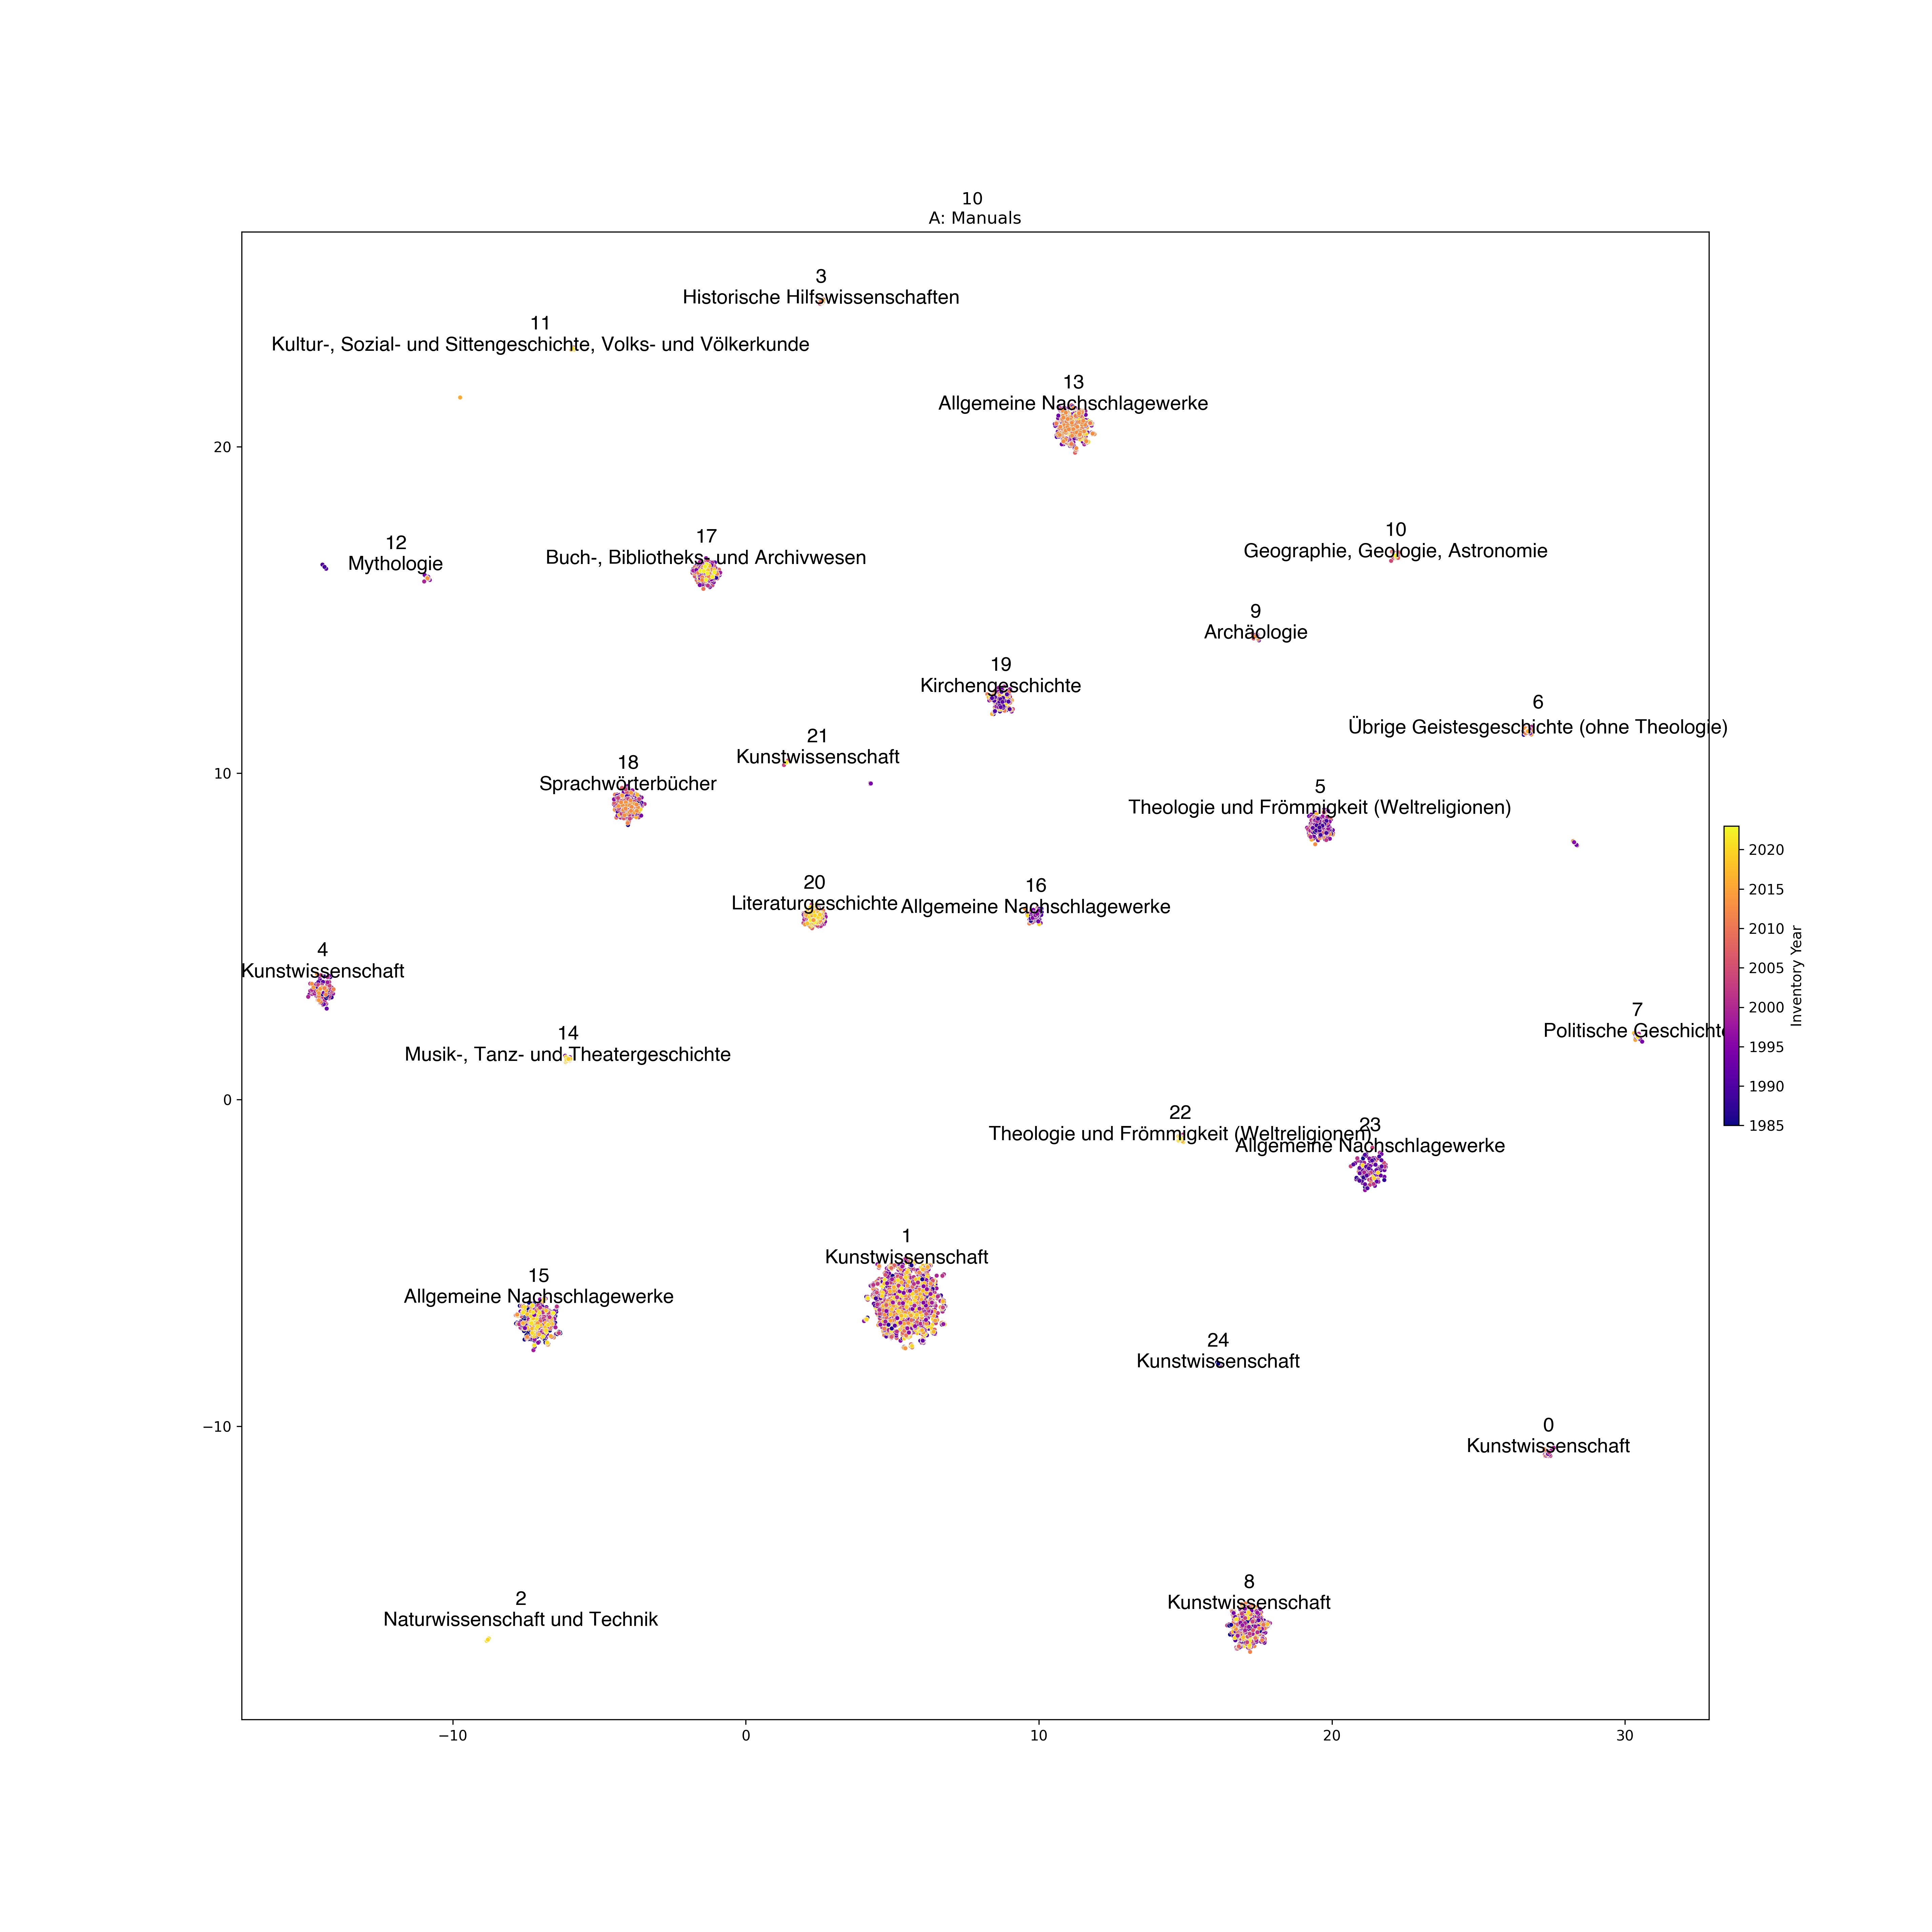 10
A: Manuals
3
Historische Hilfswissenschaften
11
Kultur-, Sozial- und Sittengeschichte, Volks- und Völkerkunde
13
Allgemeine Nachschlagewerke
20
10
Geographie, Geologie, Astronomie
17
Buch-, Bibliotheks- und Archivwesen
12
Mythologie
9
Archäologie
19
Kirchengeschichte
6
Übrige Geistesgeschichte (ohne Theologie)
21
Kunstwissenschaft
10
18
Sprachwörterbücher
5
Theologie und Frömmigkeit (Weltreligionen)
20
Literaturgeschichte
16
Allgemeine Nachschlagewerke
4
Kunstwissenschaft
7
Politische Geschichte
14
Musik-, Tanz- und Theatergeschichte
0
22
Theologie und Frömmigkeit (Weltreligionen)
23
Allgemeine Nachschlagewerke
1
Kunstwissenschaft
15
Allgemeine Nachschlagewerke
24
Kunstwissenschaft
−10
0
Kunstwissenschaft
8
Kunstwissenschaft
2
Naturwissenschaft und Technik
−10
0
10
20
30
2020
2015
2010
2005
2000
1995
1990
1985
Inventory Year